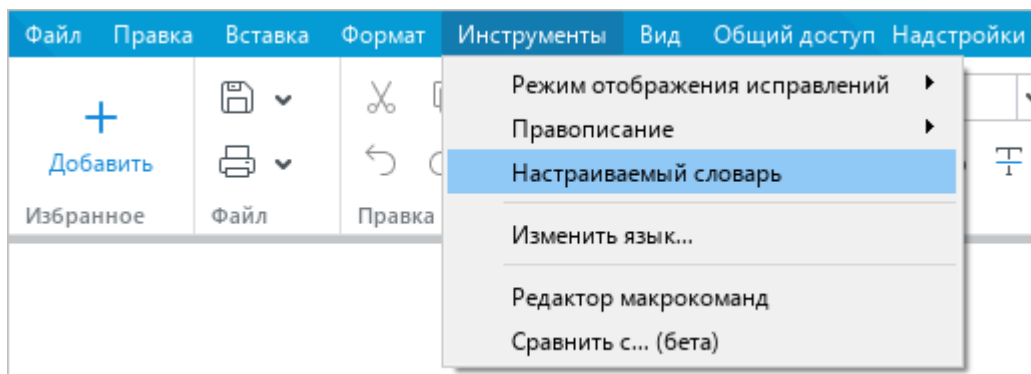 Файл Правка Вставка Формат Инструменты Вид Общий доступ Надстройки
Режим отображения исправлений
Правописание
Добавить
Настраиваемый словарь
Избранное Файл Правка
Изменить язык...
Редактор макрокоманд
Сравнить с... (бета)